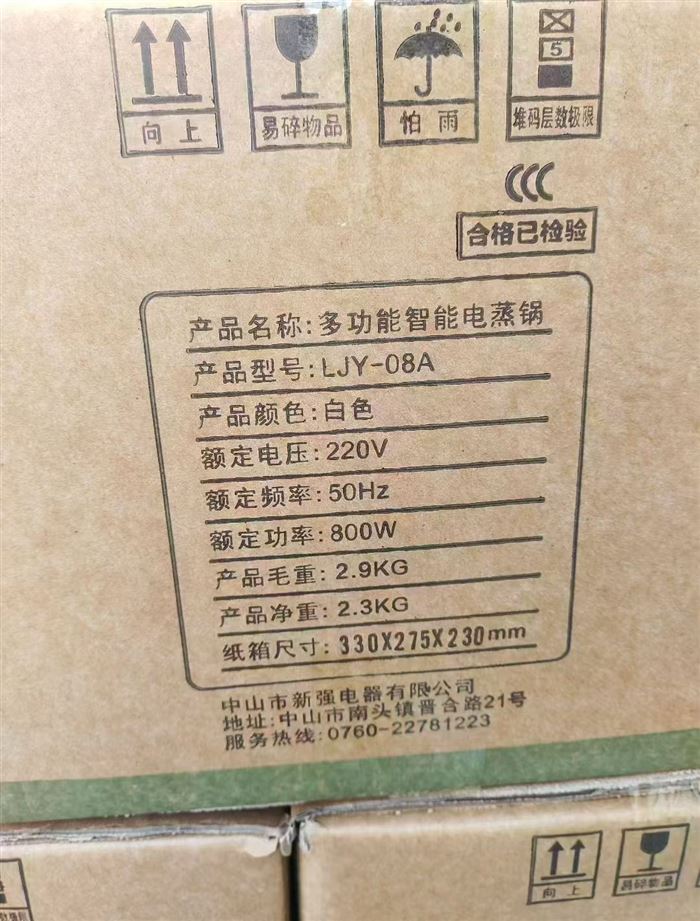 向上
易碎物品
怕雨
5
堆码层数极限
CCC
合格已检验
产品名称:多功能智能电蒸锅
产品型号:LJY-08A
产品颜色:白色
额定电压:220V
额定频率:50Hz
额定功率:800W
产品毛重:2.9KG
产品净重:2.3KG
纸箱尺寸:330X275X230mm
中山市新强电器有限公司
地址:中山市南头镇晋合路21号
服务热线:0760-22781223
向上
易碎物品